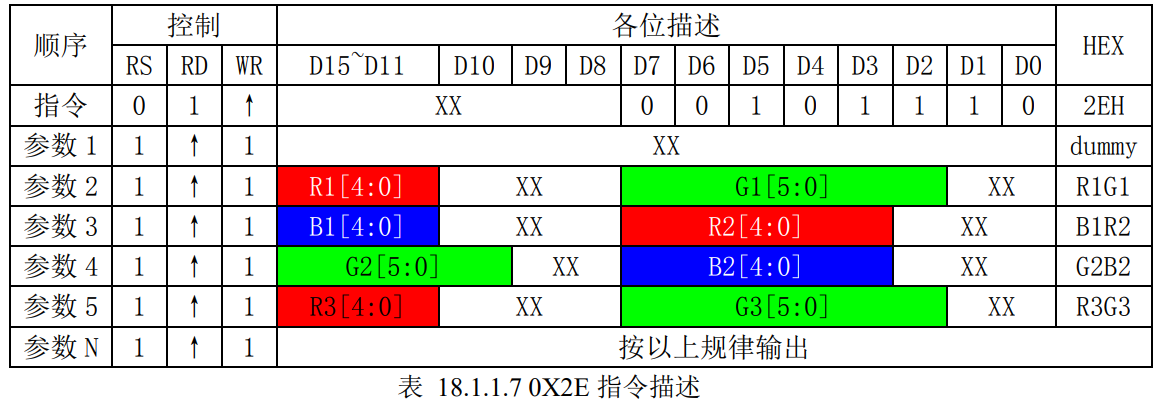 顺序 控制 各位描述 HEX
RS RD WR D15~D11 D10 D9 D8 D7 D6 D5 D4 D3 D2 D1 D0
指令 0 1 ↑ XX 0 0 1 0 1 1 1 0 2EH
参数1 1 ↑ 1 XX dummy
参数2 1 ↑ 1 R1[4:0] XX G1[5:0] XX R1G1
参数3 1 ↑ 1 B1[4:0] XX R2[4:0] XX B1R2
参数4 1 ↑ 1 G2[5:0] XX B2[4:0] XX G2B2
参数5 1 ↑ 1 R3[4:0] XX G3[5:0] XX R3G3
参数N 1 ↑ 1 按以上规律输出
表 18.1.1.7 0X2E 指令描述